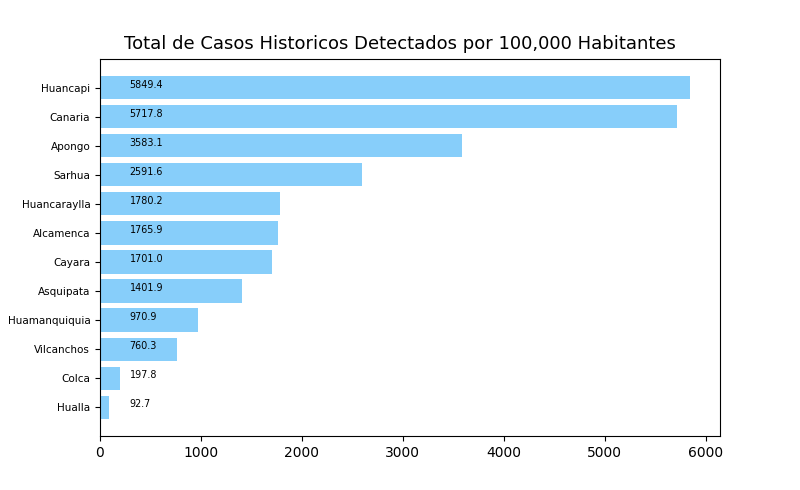 Total de Casos Historicos Detectados por 100,000 Habitantes
Huancapi 5849.4
Canaria 5717.8
Apongo 3583.1
Sarhua 2591.6
Huancaraylla 1780.2
Alcamenca 1765.9
Cayara 1701.0
Asquipata 1401.9
Huamanquiquia 970.9
Vilcanchos 760.3
Colca 197.8
Hualla 92.7
0 1000 2000 3000 4000 5000 6000